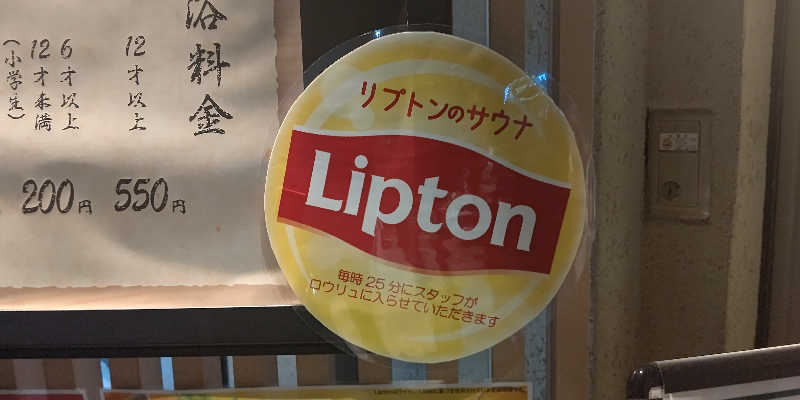 浴料金
12才以上
550円
6才以上
12才未満
(小学生)
200円
リプトンのサウナ
Lipton
毎時25分にスタッフが
ロウリュに入らせていただきます